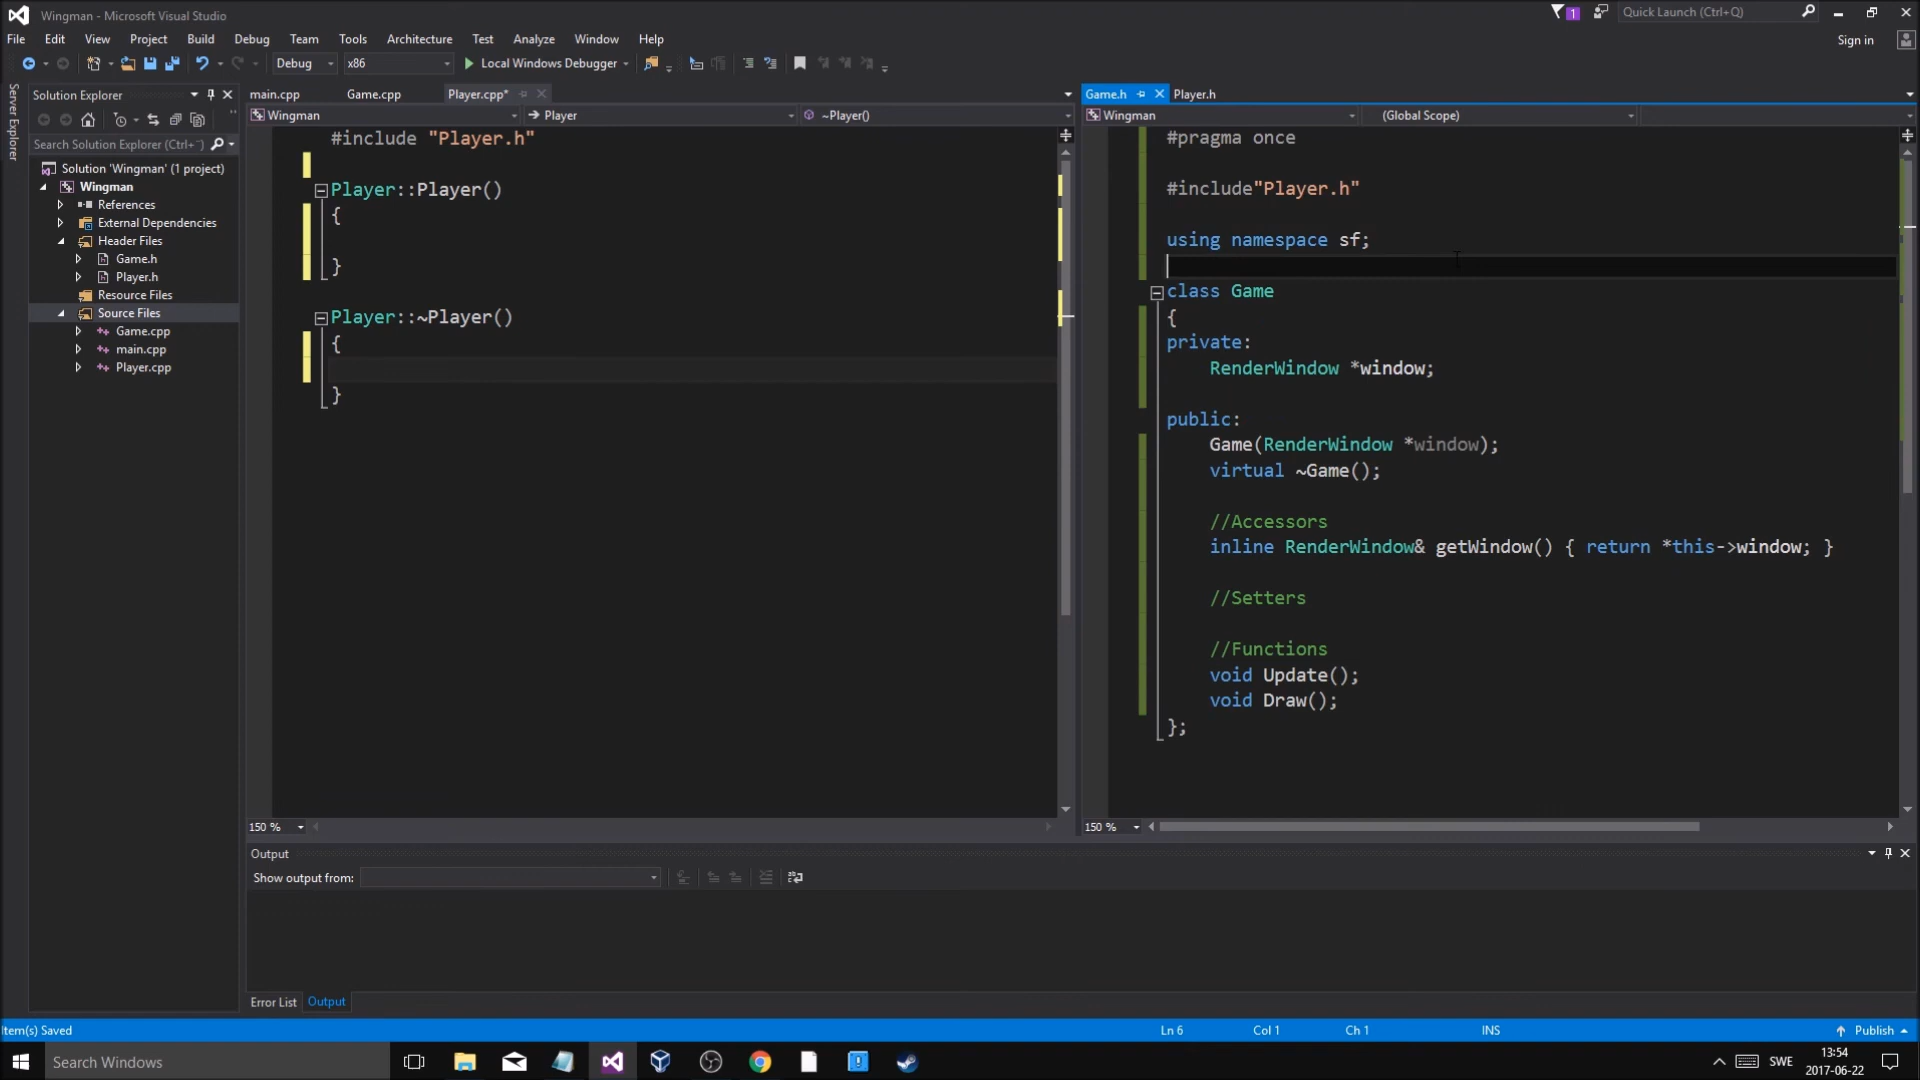 Wingman - Microsoft Visual Studio
1
Quick Launch (Ctrl+Q)
File Edit View Project Build Debug Team Tools Architecture Test Analyze Window Help
Sign in
Debug x86 Local Windows Debugger
Server Explorer
Solution Explorer
Search Solution Explorer (Ctrl+
Solution 'Wingman' (1 project)
Wingman
References
External Dependencies
Header Files
Game.h
Player.h
Resource Files
Source Files
Game.cpp
main.cpp
Player.cpp
main.cpp Game.cpp Player.cpp*
Wingman Player ~Player()
#include "Player.h"
Player::Player()
{
}
Player::~Player()
{
}
150 %
Game.h Player.h
Wingman (Global Scope)
#pragma once
#include"Player.h"
using namespace sf;
class Game
{
private:
RenderWindow *window;
public:
Game(RenderWindow *window);
virtual ~Game();
//Accessors
inline RenderWindow& getWindow() { return *this->window; }
//Setters
//Functions
void Update();
void Draw();
};
150 %
Output
Show output from:
Error List Output
Item(s) Saved
Ln 6 Col 1 Ch 1 INS
Publish
Search Windows
SWE
13:54
2017-06-22